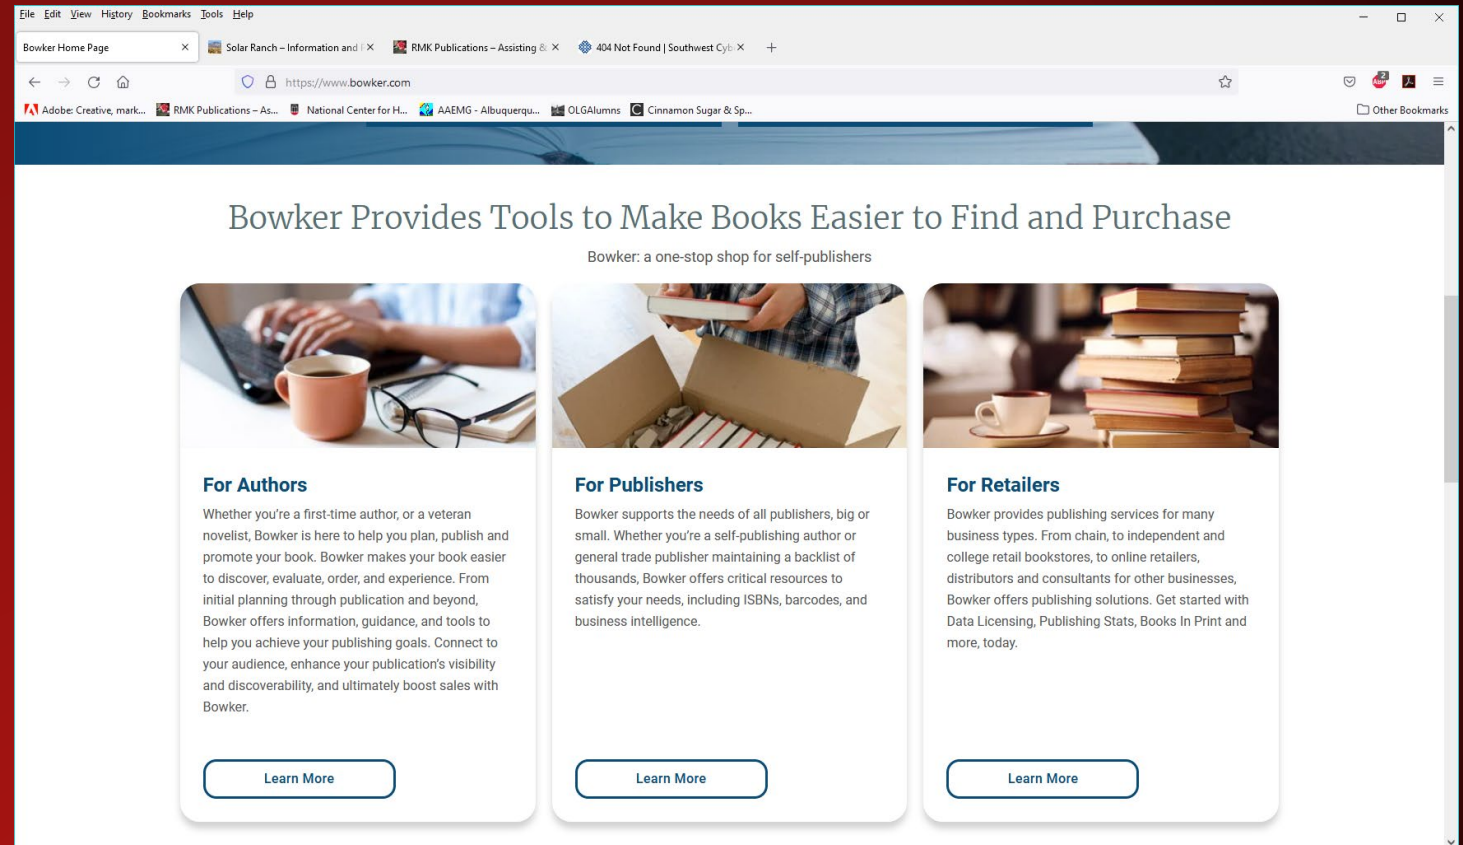 File Edit View History Bookmarks Tools Help
Bowker Home Page
Solar Ranch – Information and
RMK Publications – Assisting &
404 Not Found | Southwest Cyb
https://www.bowker.com
2
Adobe: Creative, mark...
RMK Publications – As...
National Center for H...
AAEMG - Albuquerqu...
OLGAlumns
Cinnamon Sugar & Sp...
Other Bookmarks
Bowker Provides Tools to Make Books Easier to Find and Purchase
Bowker: a one-stop shop for self-publishers
For Authors
Whether you're a first-time author, or a veteran
novelist, Bowker is here to help you plan, publish and
promote your book. Bowker makes your book easier
to discover, evaluate, order, and experience. From
initial planning through publication and beyond,
Bowker offers information, guidance, and tools to
help you achieve your publishing goals. Connect to
your audience, enhance your publication's visibility
and discoverability, and ultimately boost sales with
Bowker.
Learn More
For Publishers
Bowker supports the needs of all publishers, big or
small. Whether you're a self-publishing author or
general trade publisher maintaining a backlist of
thousands, Bowker offers critical resources to
satisfy your needs, including ISBNs, barcodes, and
business intelligence.
Learn More
For Retailers
Bowker provides publishing services for many
business types. From chain, to independent and
college retail bookstores, to online retailers,
distributors and consultants for other businesses,
Bowker offers publishing solutions. Get started with
Data Licensing, Publishing Stats, Books In Print and
more, today.
Learn More